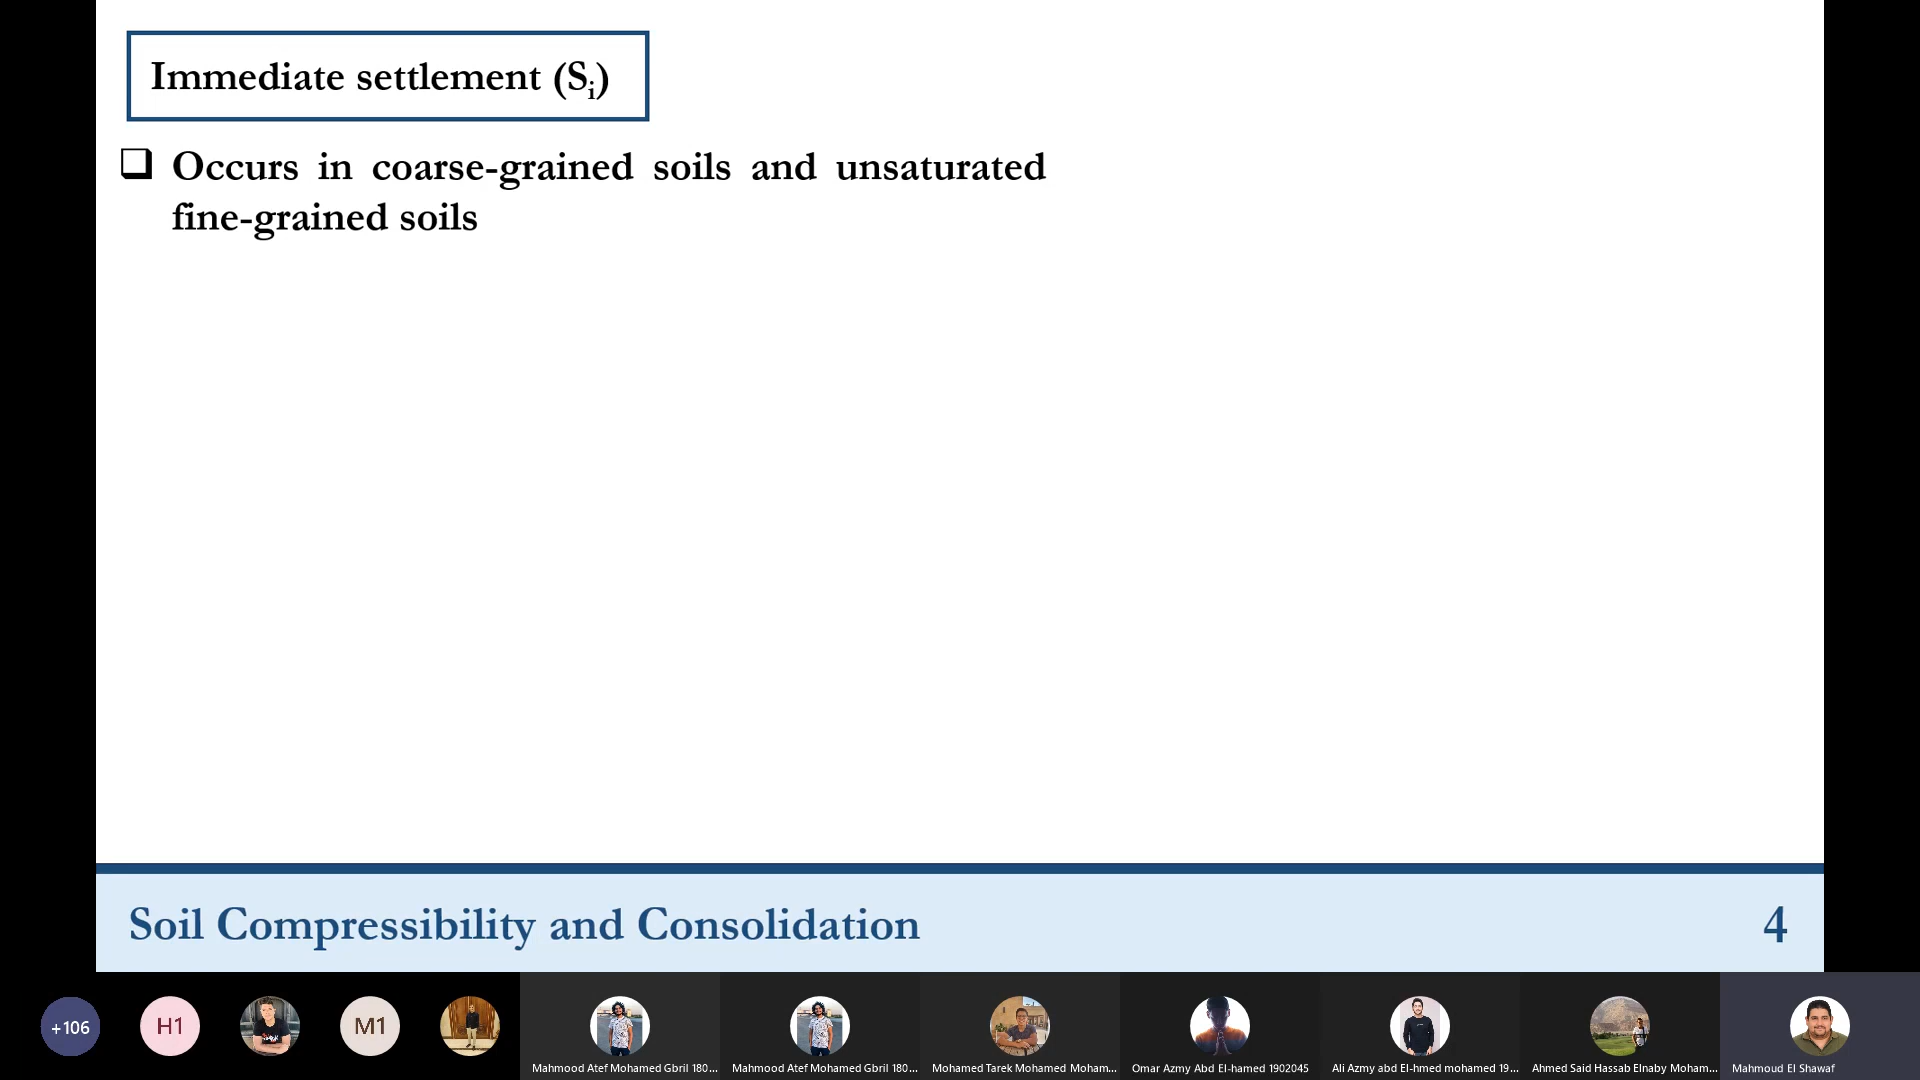 Immediate settlement (Si)
❑ Occurs in coarse-grained soils and unsaturated
fine-grained soils
Soil Compressibility and Consolidation
4
+106
H1
M1
Mahmood Atef Mohamed Gbril 180...
Mahmood Atef Mohamed Gbril 180...
Mohamed Tarek Mohamed Moham...
Omar Azmy Abd El-hamed 1902045
Ali Azmy abd El-hmed mohamed 19...
Ahmed Said Hassab Elnaby Moham...
Mahmoud El Shawaf